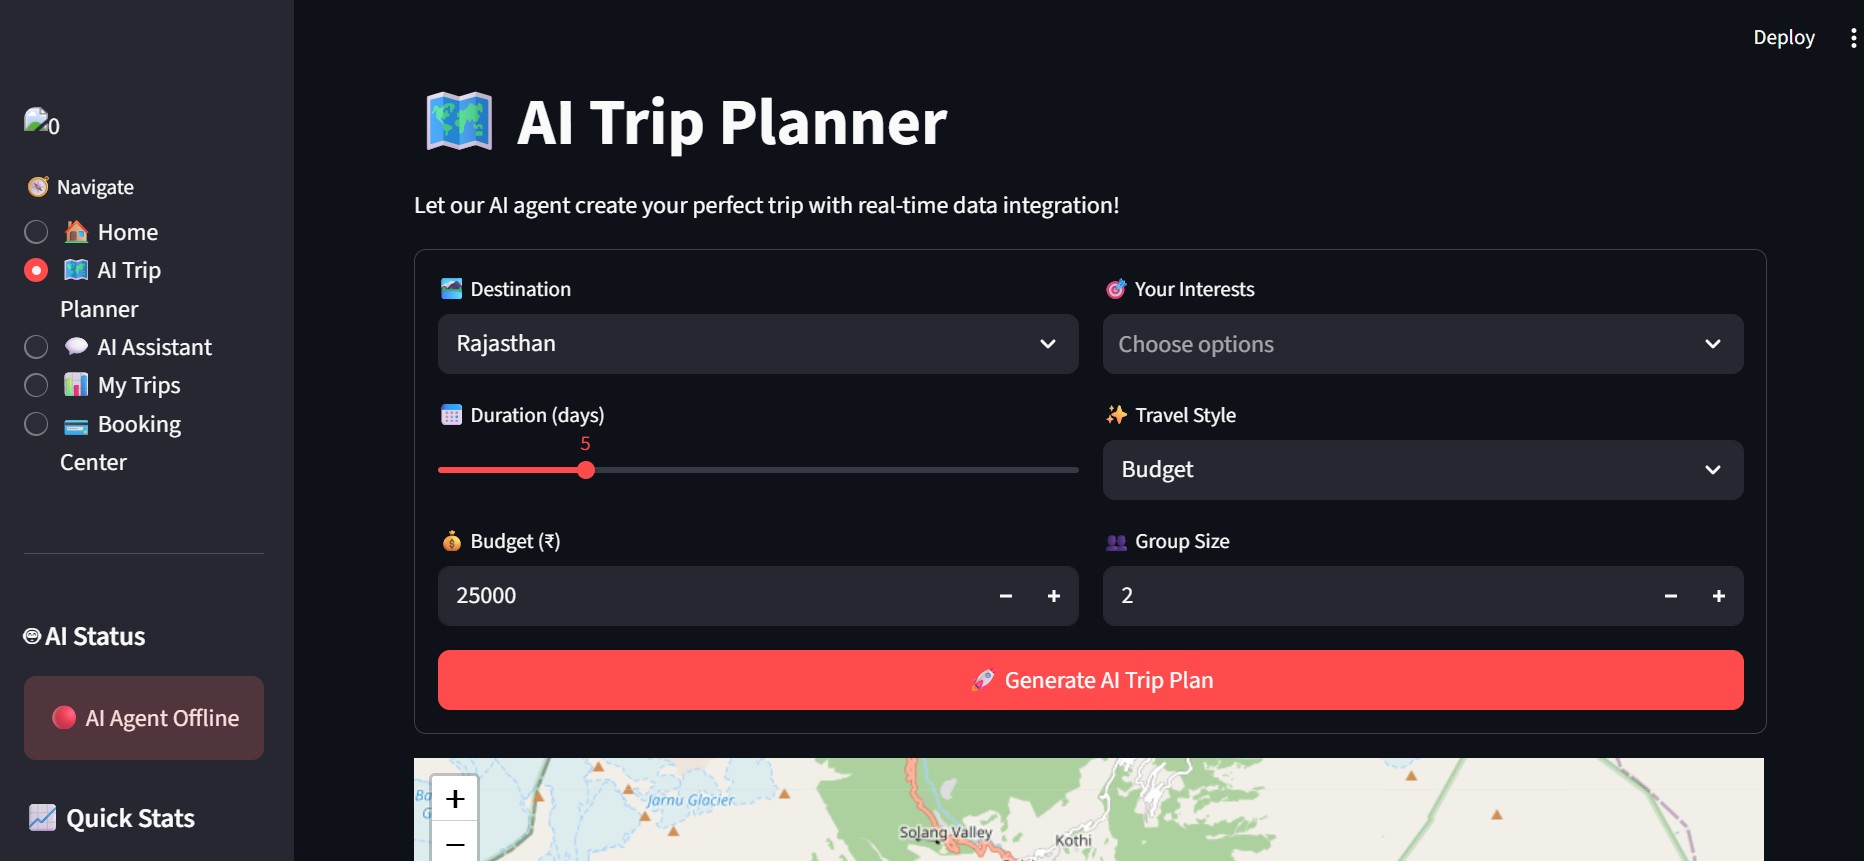 Deploy
0
🧭 Navigate
🏠 Home
🗺️ AI Trip
Planner
💬 AI Assistant
📊 My Trips
💳 Booking
Center
🤖 AI Status
🔴 AI Agent Offline
📈 Quick Stats
🗺️ AI Trip Planner
Let our AI agent create your perfect trip with real-time data integration!
🏞️ Destination
Rajasthan
🎯 Your Interests
Choose options
📅 Duration (days)
5
✨ Travel Style
Budget
💰 Budget (₹)
25000
− +
👥 Group Size
2
− +
🚀 Generate AI Trip Plan
+
−
Jarnu Glacier
Solang Valley
Kothi